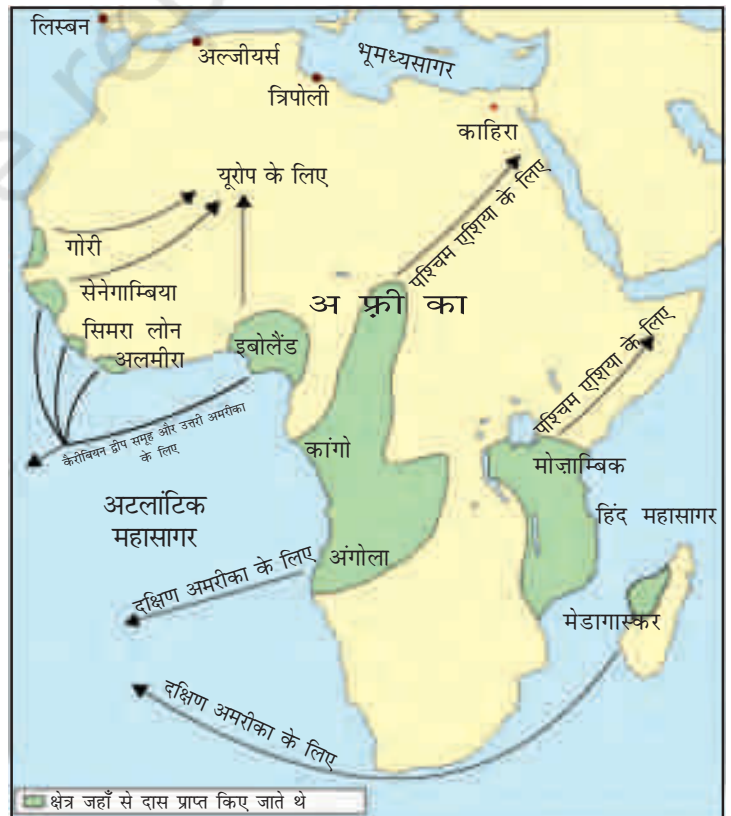 लिस्बन
अल्जीयर्स
भूमध्यसागर
त्रिपोली
काहिरा
यूरोप के लिए
पश्चिम एशिया के लिए
गोरी
सेनेगाम्बिया
अ फ़्री का
सिमरा लोन
अलमीरा
इबोलैंड
पश्चिम एशिया के लिए
कैरीबियन द्वीप समूह और उत्तरी अमरीका
के लिए
कांगो
मोज़ाम्बिक
अटलांटिक
महासागर
हिंद महासागर
अंगोला
दक्षिण अमरीका के लिए
मेडागास्कर
दक्षिण अमरीका के लिए
क्षेत्र जहाँ से दास प्राप्त किए जाते थे